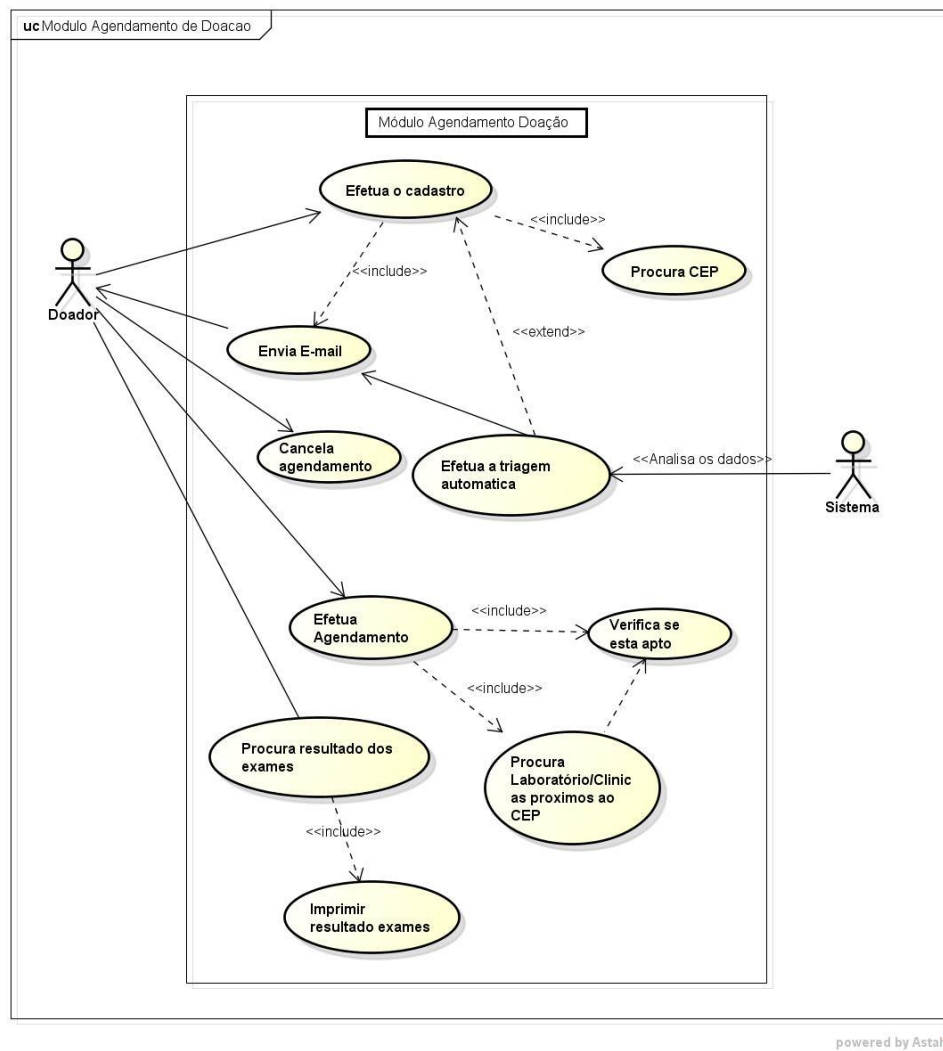 uc Modulo Agendamento de Doacao
Módulo Agendamento Doação
Efetua o cadastro
<<include>>
Procura CEP
<<include>>
Doador
<<extend>>
Envia E-mail
Cancela
agendamento
Efetua a triagem
automatica
<<Analisa os dados>>
Sistema
Efetua
Agendamento
<<include>>
Verifica se
esta apto
<<include>>
Procura resultado dos
exames
Procura
Laboratório/Clinic
as proximos ao
CEP
<<include>>
Imprimir
resultado exames
powered by Astah